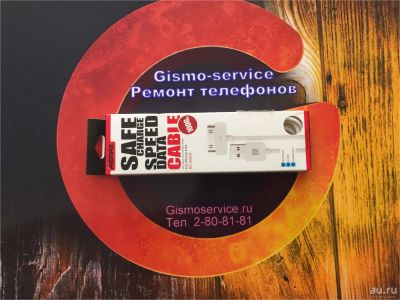 Gismo-service
Ремонт телефонов
SAFE
CHARGE
SPEED
DATA
CABLE
Gismoservice.ru
Тел. 2-80-81-81
au.ru